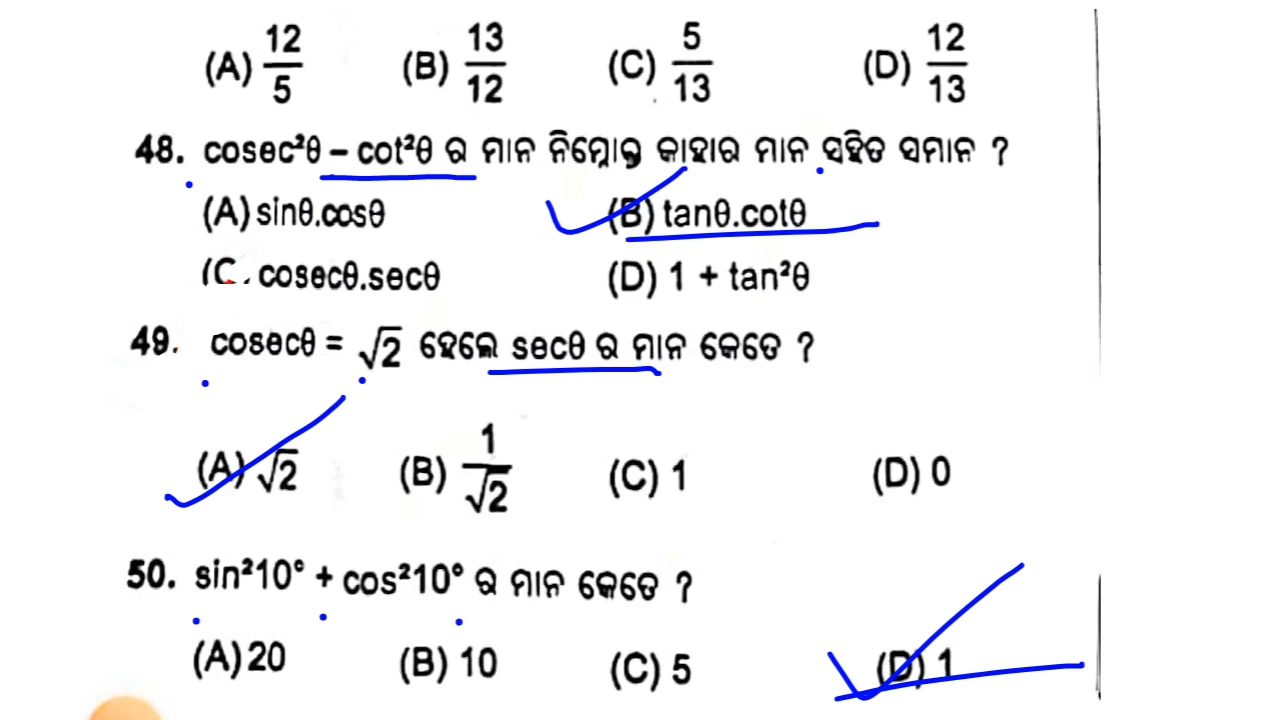 (A) 12/5 (B) 13/12 (C) 5/13 (D) 12/13
48. cosec²θ – cot²θ ର ମାନ ନିମ୍ନୋକ୍ତ କାହାର ମାନ ସହିତ ସମାନ ?
(A) sinθ.cosθ (B) tanθ.cotθ
(C. cosecθ.secθ (D) 1 + tan²θ
49. cosecθ = √2 ହେଲେ secθ ର ମାନ କେତେ ?
(A) √2 (B) 1/√2 (C) 1 (D) 0
50. sin²10° + cos²10° ର ମାନ କେତେ ?
(A) 20 (B) 10 (C) 5 (D) 1